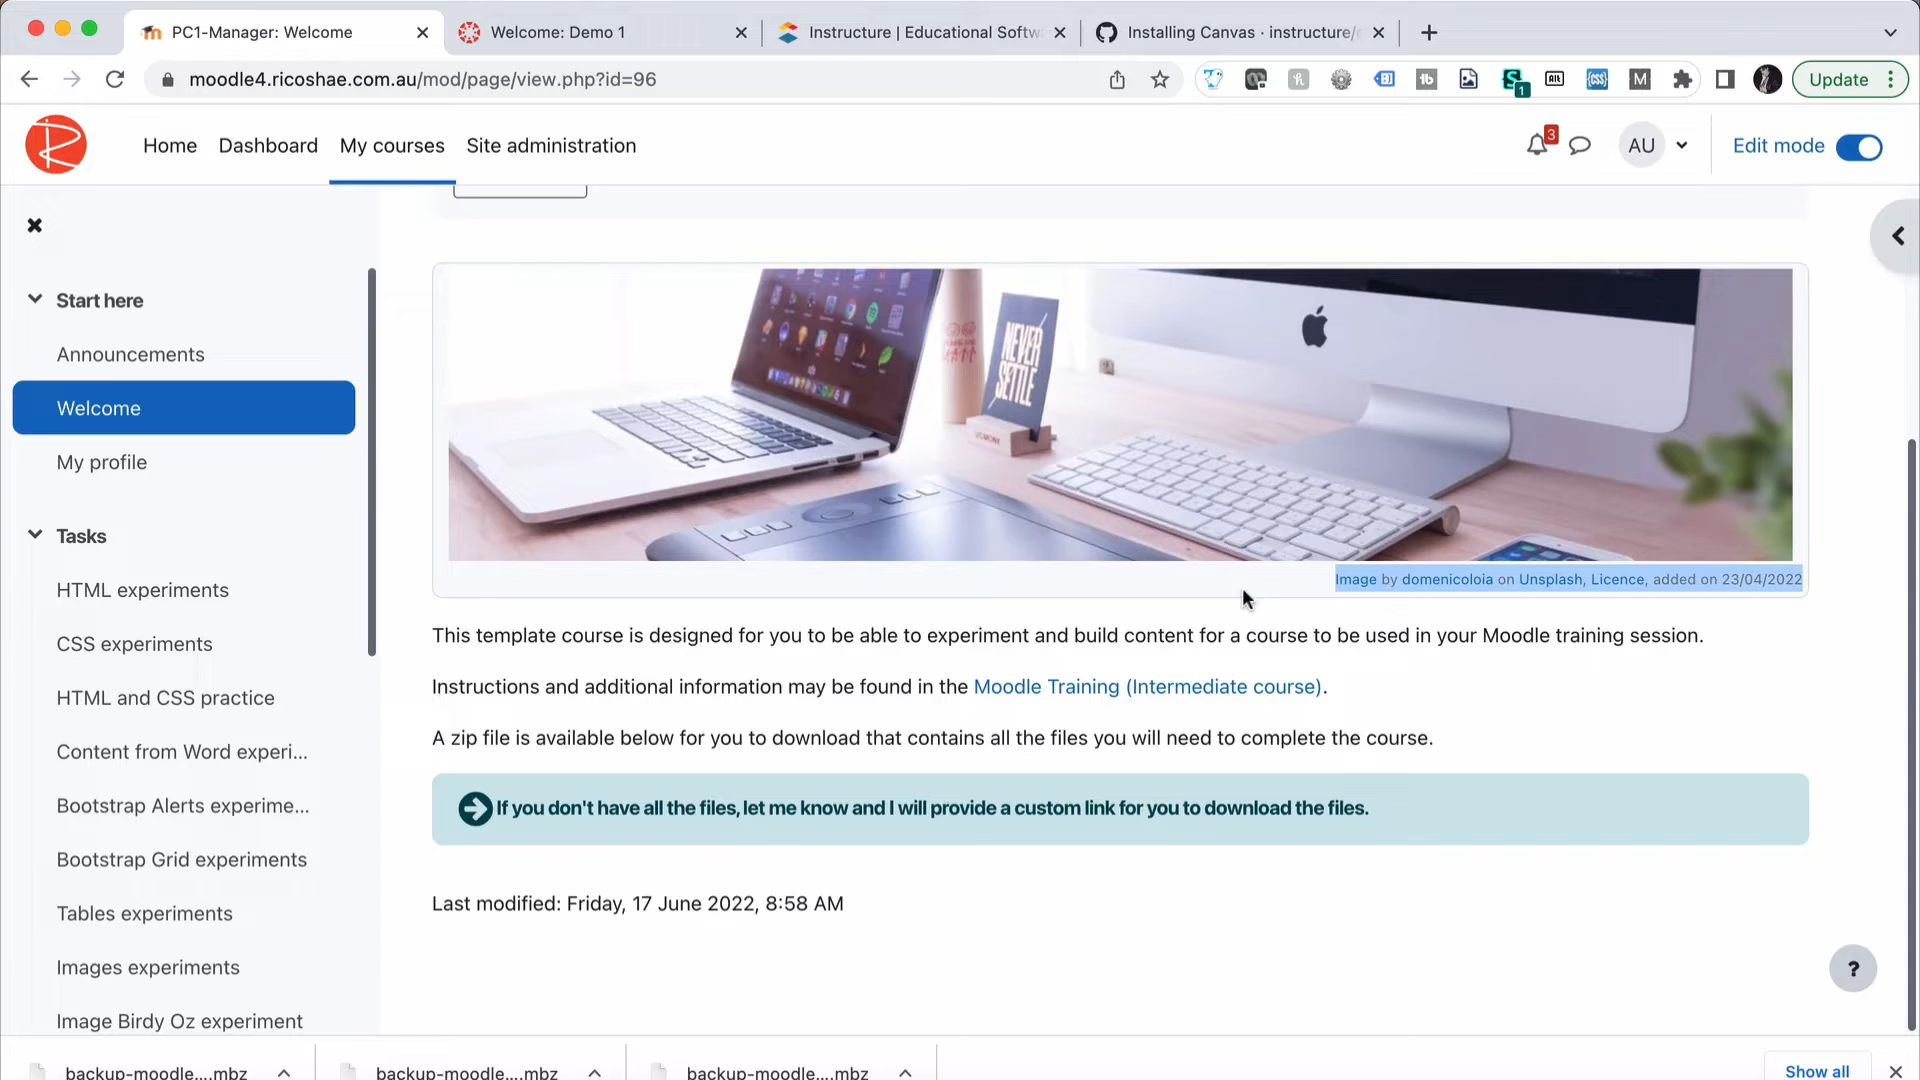 PC1-Manager: Welcome
Welcome: Demo 1
Instructure | Educational Softw
Installing Canvas · instructure/
moodle4.ricoshae.com.au/mod/page/view.php?id=96
1
Alt
CSS
M
Update
Home
Dashboard
My courses
Site administration
3
AU
Edit mode
Start here
Announcements
Welcome
My profile
Tasks
HTML experiments
CSS experiments
HTML and CSS practice
Content from Word experi...
Bootstrap Alerts experime...
Bootstrap Grid experiments
Tables experiments
Images experiments
Image Birdy Oz experiment
NEVER
SETTLE
Image by domenicoloia on Unsplash, Licence, added on 23/04/2022
This template course is designed for you to be able to experiment and build content for a course to be used in your Moodle training session.
Instructions and additional information may be found in the Moodle Training (Intermediate course).
A zip file is available below for you to download that contains all the files you will need to complete the course.
If you don't have all the files, let me know and I will provide a custom link for you to download the files.
Last modified: Friday, 17 June 2022, 8:58 AM
?
backup-moodle....mbz
backup-moodle....mbz
backup-moodle....mbz
Show all